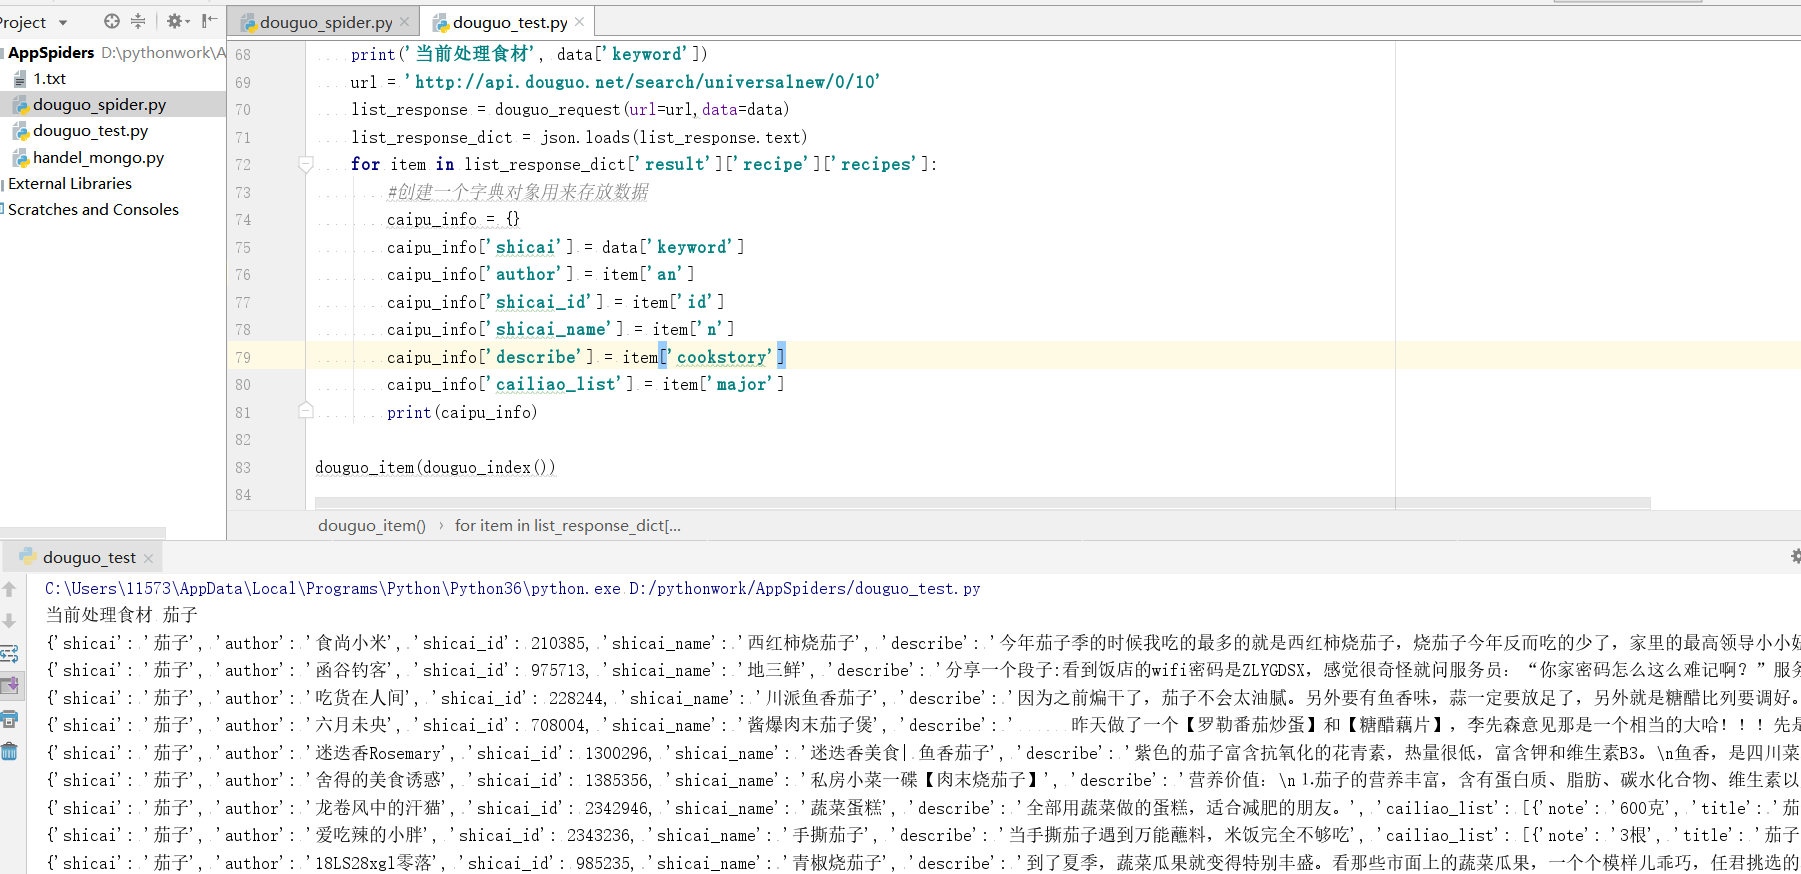 Project
douguo_spider.py
douguo_test.py
AppSpiders D:\pythonwork\A
1.txt
douguo_spider.py
douguo_test.py
handel_mongo.py
External Libraries
Scratches and Consoles
68 print('当前处理食材', data['keyword'])
69 url = 'http://api.douguo.net/search/universalnew/0/10'
70 list_response = douguo_request(url=url,data=data)
71 list_response_dict = json.loads(list_response.text)
72 for item in list_response_dict['result']['recipe']['recipes']:
73 #创建一个字典对象用来存放数据
74 caipu_info = {}
75 caipu_info['shicai'] = data['keyword']
76 caipu_info['author'] = item['an']
77 caipu_info['shicai_id'] = item['id']
78 caipu_info['shicai_name'] = item['n']
79 caipu_info['describe'] = item['cookstory']
80 caipu_info['cailiao_list'] = item['major']
81 print(caipu_info)
82
83 douguo_item(douguo_index())
84
douguo_item() › for item in list_response_dict[...
douguo_test
C:\Users\11573\AppData\Local\Programs\Python\Python36\python.exe D:/pythonwork/AppSpiders/douguo_test.py
当前处理食材 茄子
{'shicai': '茄子', 'author': '食尚小米', 'shicai_id': 210385, 'shicai_name': '西红柿烧茄子', 'describe': '今年茄子季的时候我吃的最多的就是西红柿烧茄子，烧茄子今年反而吃的少了，家里的最高领导小小
{'shicai': '茄子', 'author': '函谷钓客', 'shicai_id': 975713, 'shicai_name': '地三鲜', 'describe': '分享一个段子:看到饭店的wifi密码是ZLYGDSX，感觉很奇怪就问服务员：“你家密码怎么这么难记啊？”服务
{'shicai': '茄子', 'author': '吃货在人间', 'shicai_id': 228244, 'shicai_name': '川派鱼香茄子', 'describe': '因为之前煸干了，茄子不会太油腻。另外要有鱼香味，蒜一定要放足了，另外就是糖醋比列要调好。
{'shicai': '茄子', 'author': '六月未央', 'shicai_id': 708004, 'shicai_name': '酱爆肉末茄子煲', 'describe': '      昨天做了一个【罗勒番茄炒蛋】和【糖醋藕片】，李先森意见那是一个相当的大哈！！！先是
{'shicai': '茄子', 'author': '迷迭香Rosemary', 'shicai_id': 1300296, 'shicai_name': '迷迭香美食| 鱼香茄子', 'describe': '紫色的茄子富含抗氧化的花青素，热量很低，富含钾和维生素B3。\n鱼香，是四川菜
{'shicai': '茄子', 'author': '舍得的美食诱惑', 'shicai_id': 1385356, 'shicai_name': '私房小菜一碟【肉末烧茄子】', 'describe': '营养价值：\n 1.茄子的营养丰富，含有蛋白质、脂肪、碳水化合物、维生素以
{'shicai': '茄子', 'author': '龙卷风中的汗猫', 'shicai_id': 2342946, 'shicai_name': '蔬菜蛋糕', 'describe': '全部用蔬菜做的蛋糕，适合减肥的朋友。', 'cailiao_list': [{'note': '600克', 'title': '茄
{'shicai': '茄子', 'author': '爱吃辣的小胖', 'shicai_id': 2343236, 'shicai_name': '手撕茄子', 'describe': '当手撕茄子遇到万能蘸料，米饭完全不够吃', 'cailiao_list': [{'note': '3根', 'title': '茄子
{'shicai': '茄子', 'author': '18LS28xgl零落', 'shicai_id': 985235, 'shicai_name': '青椒烧茄子', 'describe': '到了夏季，蔬菜瓜果就变得特别丰盛。看那些市面上的蔬菜瓜果，一个个模样儿乖巧，任君挑选的